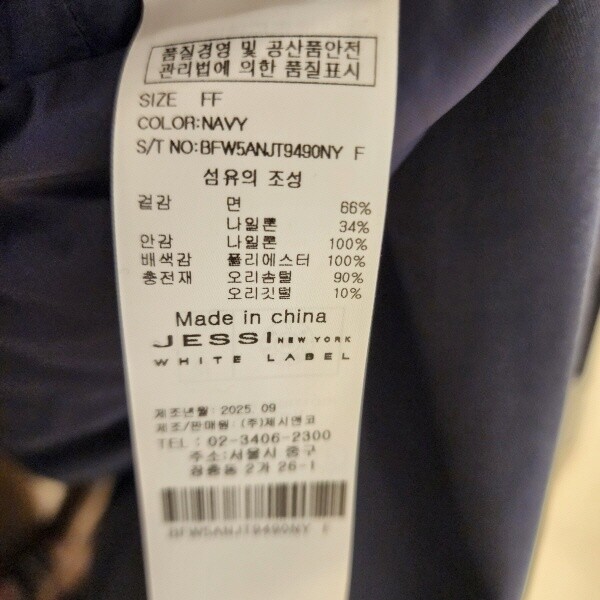 품질경영 및 공산품안전
관리법에 의한 품질표시
SIZE FF
COLOR:NAVY
S/T NO:BFW5ANJT9490NY F
섬유의 조성
겉감 면 66%
나일론 34%
안감 나일론 100%
배색감 폴리에스터 100%
충전재 오리솜털 90%
오리깃털 10%
Made in china
JESSI NEW YORK
WHITE LABEL
제조년월: 2025. 09
제조/판매원: (주)제시앤코
TEL : 02-3406-2300
주소:서울시 중구
2가 26-1
BFW5ANJT9490NY F